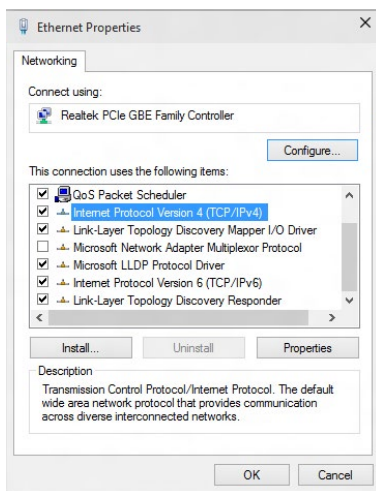 Ethernet Properties
Networking
Connect using:
Realtek PCIe GBE Family Controller
Configure...
This connection uses the following items:
QoS Packet Scheduler
Internet Protocol Version 4 (TCP/IPv4)
Link-Layer Topology Discovery Mapper I/O Driver
Microsoft Network Adapter Multiplexor Protocol
Microsoft LLDP Protocol Driver
Internet Protocol Version 6 (TCP/IPv6)
Link-Layer Topology Discovery Responder
Install... Uninstall Properties
Description
Transmission Control Protocol/Internet Protocol. The default
wide area network protocol that provides communication
across diverse interconnected networks.
OK Cancel